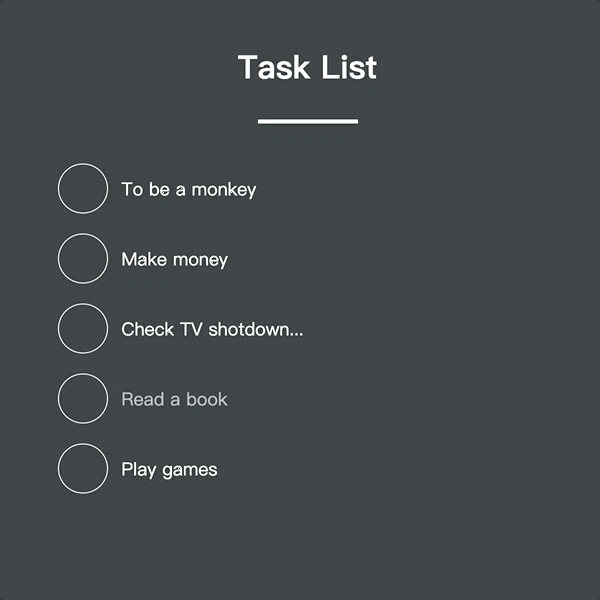 Task List
To be a monkey
Make money
Check TV shotdown...
Read a book
Play games